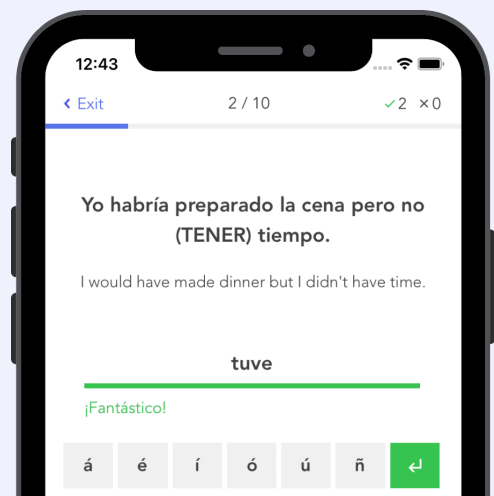 12:43
Exit 2 / 10 ✓2 ×0
Yo habría preparado la cena pero no
(TENER) tiempo.
I would have made dinner but I didn't have time.
tuve
¡Fantástico!
á é í ó ú ñ